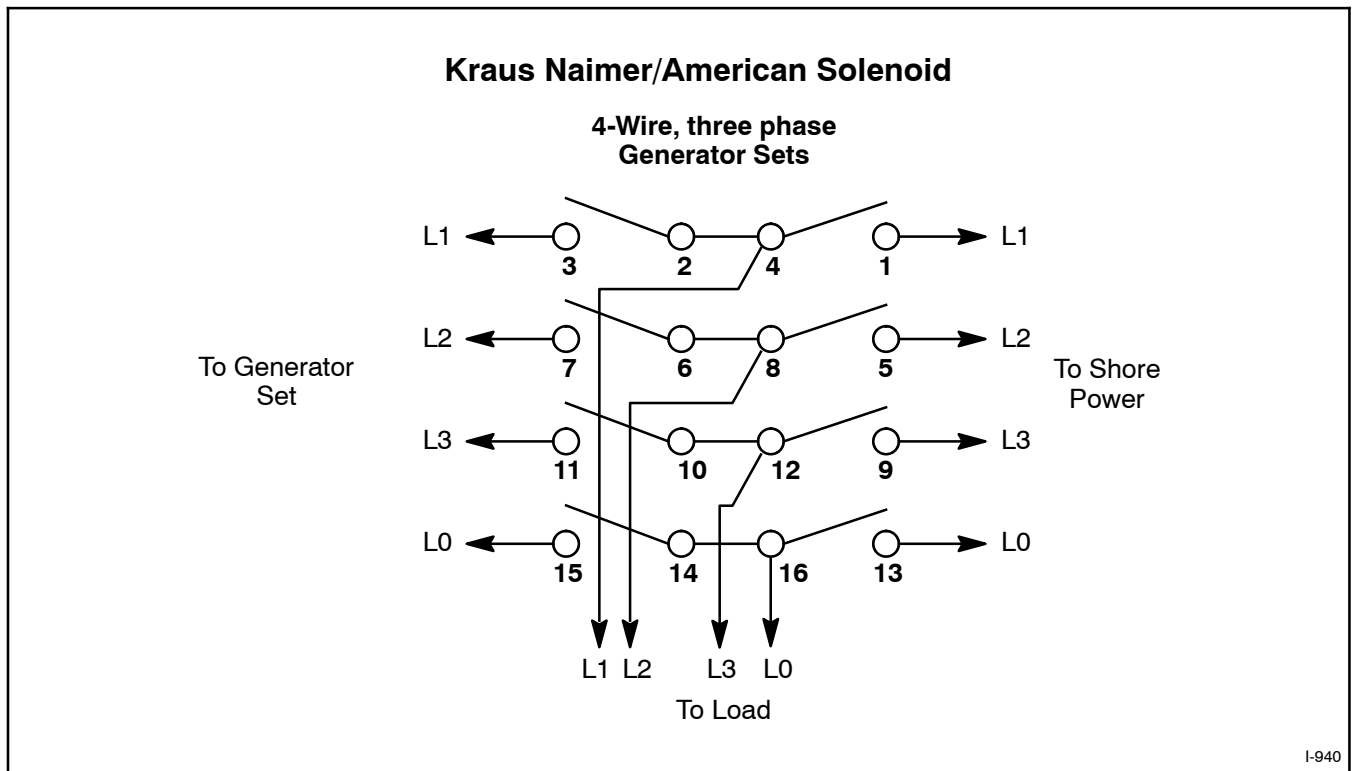 Kraus Naimer/American Solenoid
4-Wire, three phase
Generator Sets
L1 3 2 4 1 L1
L2 7 6 8 5 L2
To Generator
Set
To Shore
Power
L3 11 10 12 9 L3
L0 15 14 16 13 L0
L1 L2 L3 L0
To Load
I-940